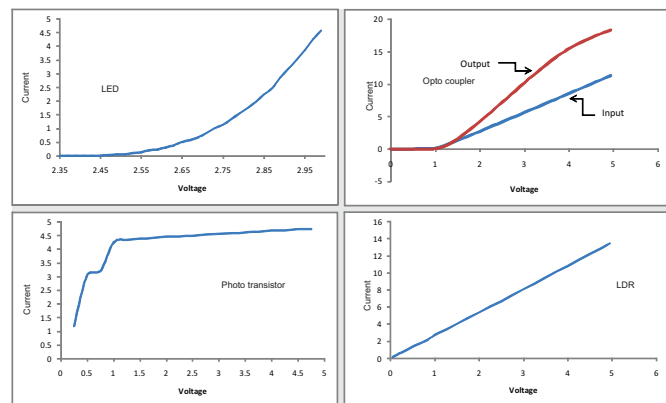 5
4.5
4
3.5
3
2.5
2
1.5
1
0.5
0
Current
LED
2.35 2.45 2.55 2.65 2.75 2.85 2.95
Voltage
20
15
10
5
0
-5
Current
Output
Opto coupler
Input
0 1 2 3 4 5 6
Voltage
5
4.5
4
3.5
3
2.5
2
1.5
1
0.5
0
Current
Photo transistor
0 0.5 1 1.5 2 2.5 3 3.5 4 4.5 5
Voltage
16
14
12
10
8
6
4
2
0
Current
LDR
0 1 2 3 4 5 6
Voltage